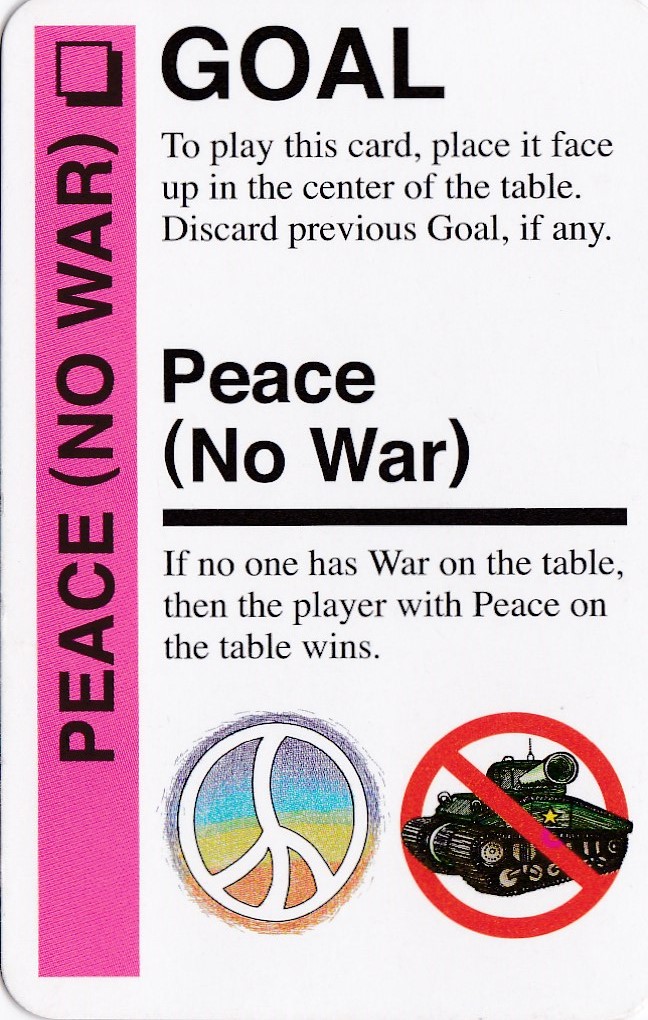 PEACE (NO WAR)
GOAL
To play this card, place it face
up in the center of the table.
Discard previous Goal, if any.
Peace
(No War)
If no one has War on the table,
then the player with Peace on
the table wins.